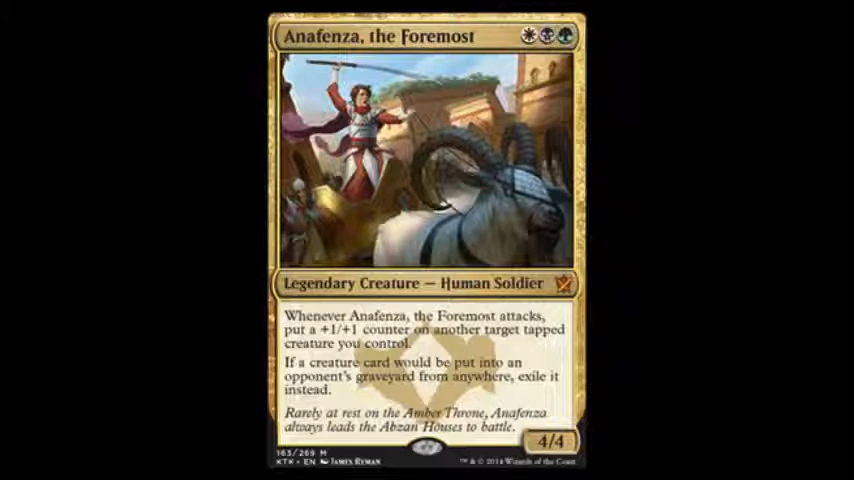 Anafenza, the Foremost
Legendary Creature — Human Soldier
Whenever Anafenza, the Foremost attacks,
put a +1/+1 counter on another target tapped
creature you control.
If a creature card would be put into an
opponent's graveyard from anywhere, exile it
instead.
Rarely at rest on the Amber Throne, Anafenza
always leads the Abzan Houses to battle.
4/4
163/269 M
KTK • EN JAMES RYMAN
™ & © 2014 Wizards of the Coast